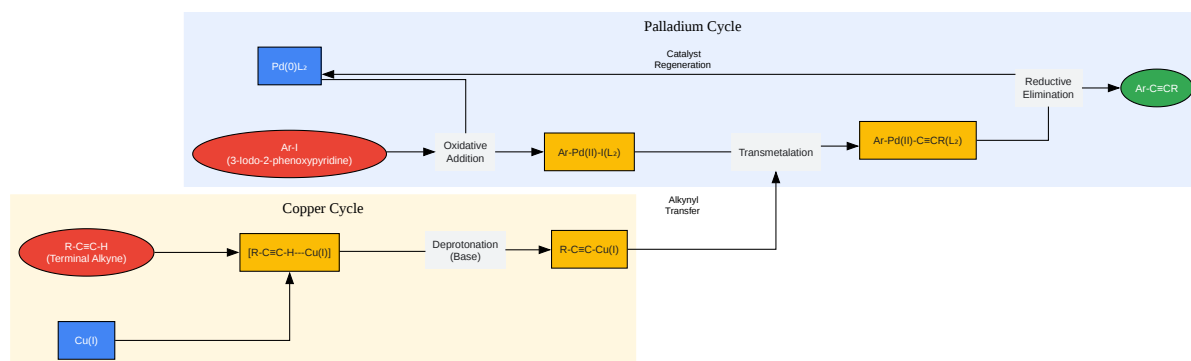 Palladium Cycle
Pd(0)L₂
Catalyst
Regeneration
Reductive
Elimination
Ar-C≡CR
Ar-I
(3-Iodo-2-phenoxypyridine)
Oxidative
Addition
Ar-Pd(II)-I(L₂)
Transmetalation
Ar-Pd(II)-C≡CR(L₂)
Copper Cycle
Alkynyl
Transfer
R-C≡C-H
(Terminal Alkyne)
[R-C≡C-H---Cu(I)]
Deprotonation
(Base)
R-C≡C-Cu(I)
Cu(I)